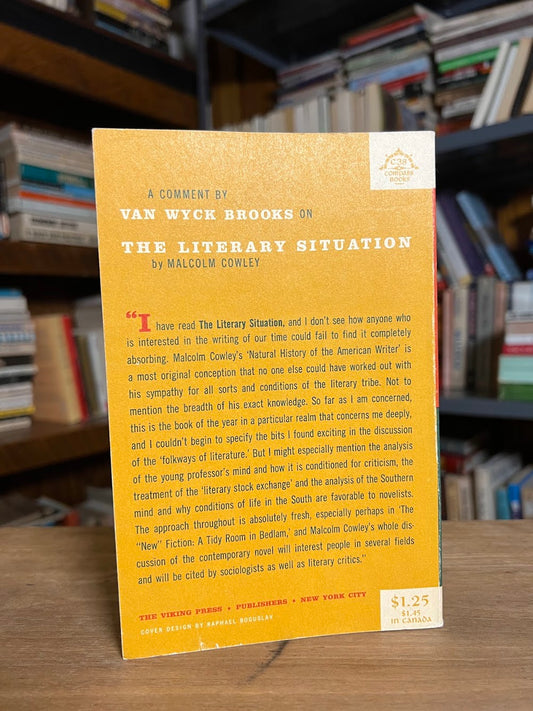 C38
COMPASS
BOOKS
A COMMENT BY
VAN WYCK BROOKS ON
THE LITERARY SITUATION
by MALCOLM COWLEY
“I have read The Literary Situation, and I don't see how anyone who
is interested in the writing of our time could fail to find it completely
absorbing. Malcolm Cowley's ‘Natural History of the American Writer’ is
a most original conception that no one else could have worked out with
his sympathy for all sorts and conditions of the literary tribe. Not to
mention the breadth of his exact knowledge. So far as I am concerned,
this is the book of the year in a particular realm that concerns me deeply,
and I couldn't begin to specify the bits I found exciting in the discussion
of the ‘folkways of literature.’ But I might especially mention the analysis
of the young professor's mind and how it is conditioned for criticism, the
treatment of the ‘literary stock exchange’ and the analysis of the Southern
mind and why conditions of life in the South are favorable to novelists.
The approach throughout is absolutely fresh, especially perhaps in ‘The
“New” Fiction: A Tidy Room in Bedlam,’ and Malcolm Cowley's whole dis-
cussion of the contemporary novel will interest people in several fields
and will be cited by sociologists as well as literary critics.”
THE VIKING PRESS • PUBLISHERS • NEW YORK CITY
COVER DESIGN BY RAPHAEL BOGUSLAV
$1.25
$1.45
IN CANADA